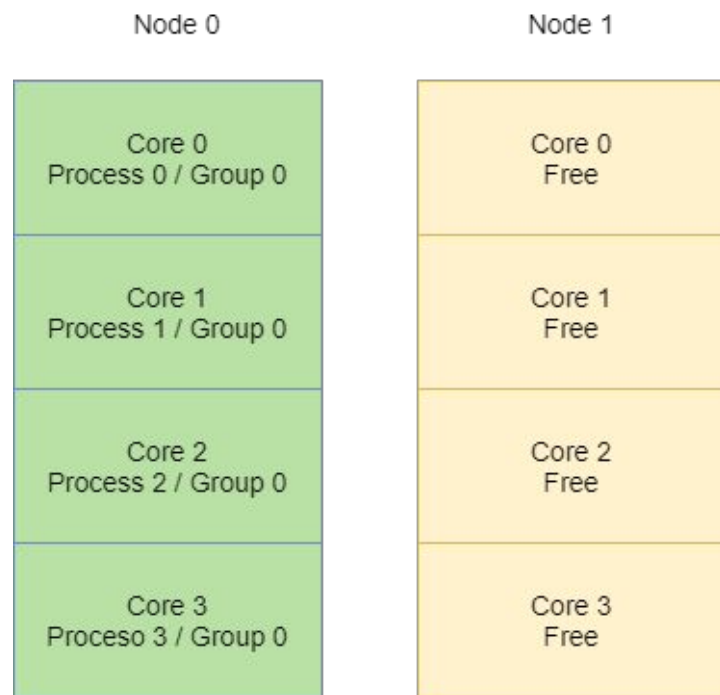 Node 0
Node 1
Core 0
Process 0 / Group 0
Core 1
Process 1 / Group 0
Core 2
Process 2 / Group 0
Core 3
Proceso 3 / Group 0
Core 0
Free
Core 1
Free
Core 2
Free
Core 3
Free